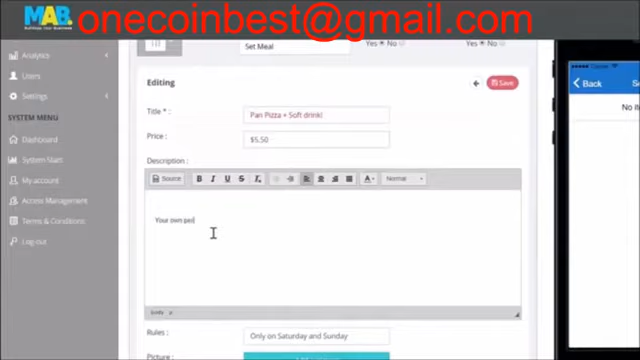 MAB.
onecoinbest@gmail.com
Analytics
Users
Settings
SYSTEM MENU
Dashboard
System Start
My account
Access Management
Terms & Conditions
Log out
Set Meal
Yes No
Yes No
Editing
Save
Title * :
Pan Pizza + Soft drink!
Price :
$5.50
Description :
Source
B I U S
A
Normal
Your own per
Rules :
Only on Saturday and Sunday
Picture :
Back